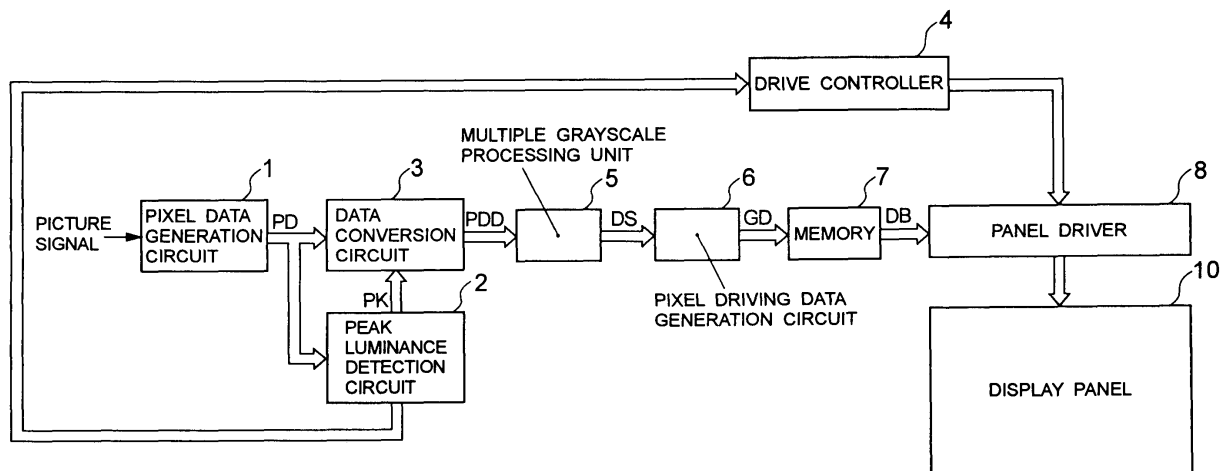 4
DRIVE CONTROLLER
MULTIPLE GRAYSCALE
PROCESSING UNIT
1
3
5
6
7
8
PICTURE
SIGNAL
PIXEL DATA
GENERATION
CIRCUIT
PD
DATA
CONVERSION
CIRCUIT
PDD
DS
GD
MEMORY
DB
PANEL DRIVER
PK
2
PEAK
LUMINANCE
DETECTION
CIRCUIT
PIXEL DRIVING DATA
GENERATION CIRCUIT
10
DISPLAY PANEL